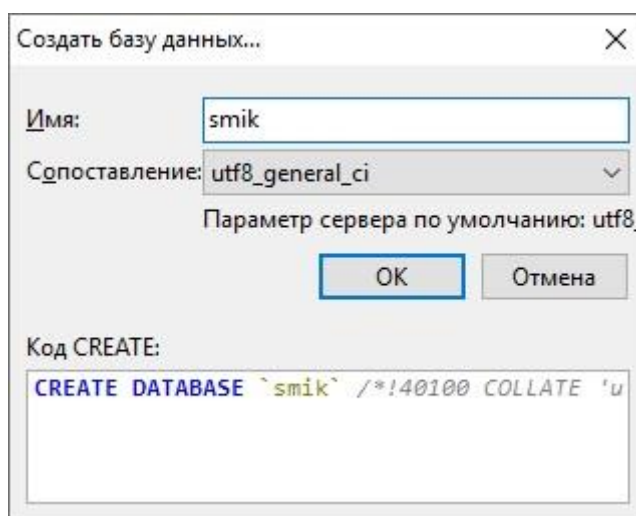 Создать базу данных...
Имя:
smik
Сопоставление:
utf8_general_ci
Параметр сервера по умолчанию: utf8_
OK
Отмена
Код CREATE:
CREATE DATABASE `smik` /*!40100 COLLATE 'u